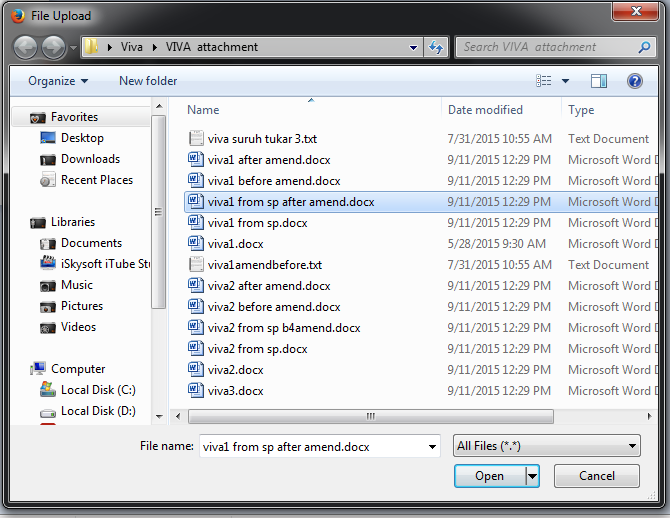 File Upload
Viva VIVA attachment Search VIVA attachment
Organize New folder
Favorites
Desktop
Downloads
Recent Places
Libraries
Documents
iSkysoft iTube Stu
Music
Pictures
Videos
Computer
Local Disk (C:)
Local Disk (D:)
Name Date modified Type
viva suruh tukar 3.txt 7/31/2015 10:55 AM Text Document
viva1 after amend.docx 9/11/2015 12:29 PM Microsoft Word D
viva1 before amend.docx 9/11/2015 12:29 PM Microsoft Word D
viva1 from sp after amend.docx 9/11/2015 12:29 PM Microsoft Word D
viva1 from sp.docx 9/11/2015 12:29 PM Microsoft Word D
viva1.docx 5/28/2015 9:30 AM Microsoft Word D
viva1amendbefore.txt 7/31/2015 10:55 AM Text Document
viva2 after amend.docx 9/11/2015 12:29 PM Microsoft Word D
viva2 before amend.docx 9/11/2015 12:29 PM Microsoft Word D
viva2 from sp b4amend.docx 9/11/2015 12:29 PM Microsoft Word D
viva2 from sp.docx 9/11/2015 12:29 PM Microsoft Word D
viva2.docx 9/11/2015 12:29 PM Microsoft Word D
viva3.docx 9/11/2015 12:29 PM Microsoft Word D
File name: viva1 from sp after amend.docx All Files (*.*)
Open Cancel